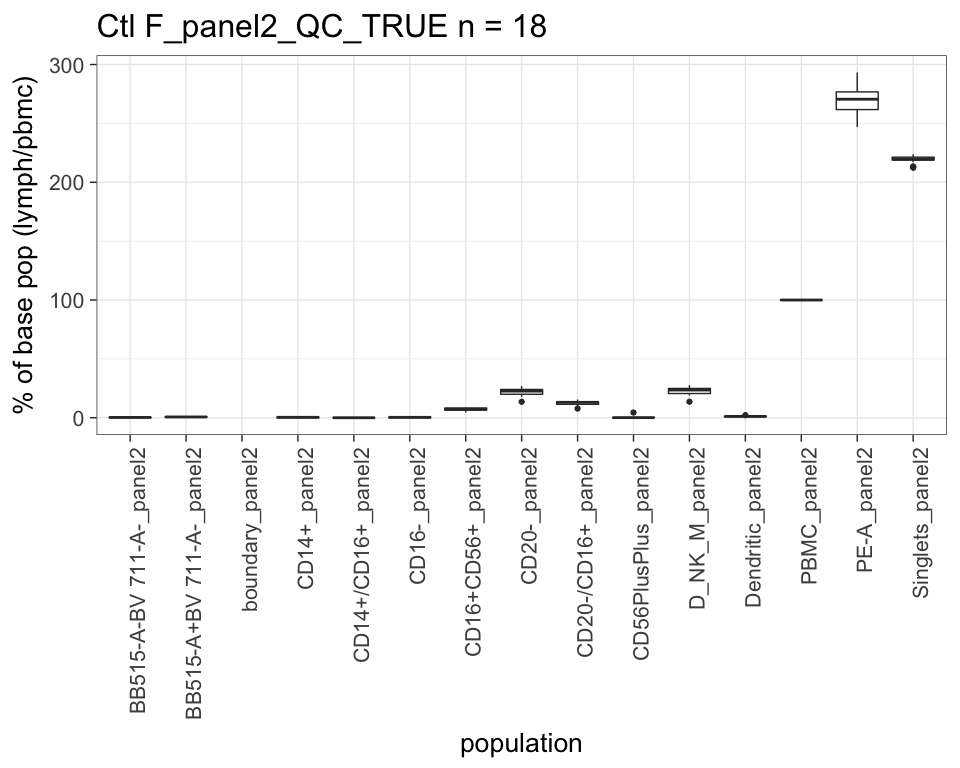 Ctl F_panel2_QC_TRUE n = 18
% of base pop (lymph/pbmc)
300
200
100
0
BB515-A-BV 711-A-_panel2
BB515-A+BV 711-A-_panel2
boundary_panel2
CD14+_panel2
CD14+/CD16+_panel2
CD16-_panel2
CD16+CD56+_panel2
CD20-_panel2
CD20-/CD16+_panel2
CD56PlusPlus_panel2
D_NK_M_panel2
Dendritic_panel2
PBMC_panel2
PE-A_panel2
Singlets_panel2
population